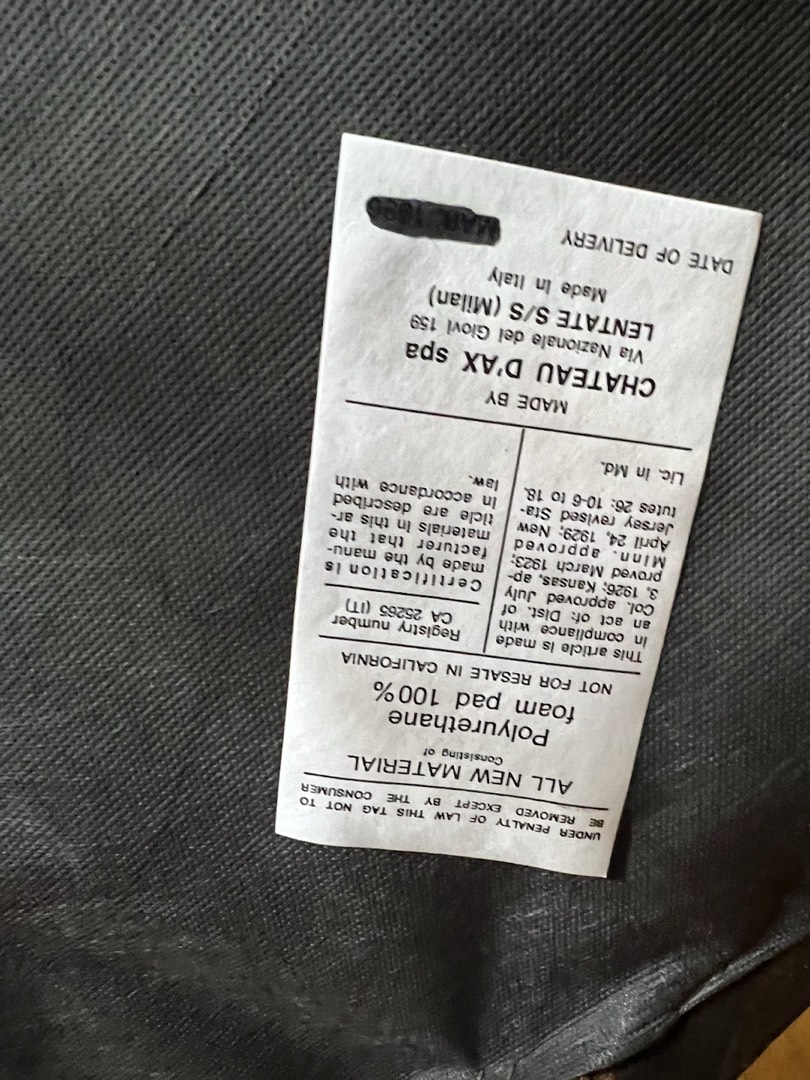 UNDER PENALTY OF LAW THIS TAG NOT TO
BE REMOVED EXCEPT BY THE CONSUMER
ALL NEW MATERIAL
Consisting of
Polyurethane
foam pad 100%
NOT FOR RESALE IN CALIFORNIA
This article is made
in compliance with
an act of: Dist. of
Col. approved July
3, 1926; Kansas, ap-
proved March 1923;
Minn. approved
April 24, 1929; New
Jersey revised Sta-
tutes 26: 10-6 to 18.
Lic. in Md.
Registry number
CA 25265 (IT)
Certification is
made by the manu-
facturer that the
materials in this ar-
ticle are described
in accordance with
law.
MADE BY
CHATEAU D'AX spa
Via Nazionale dei Giovi 159
LENTATE S/S (Milan)
Made in Italy
DATE OF DELIVERY